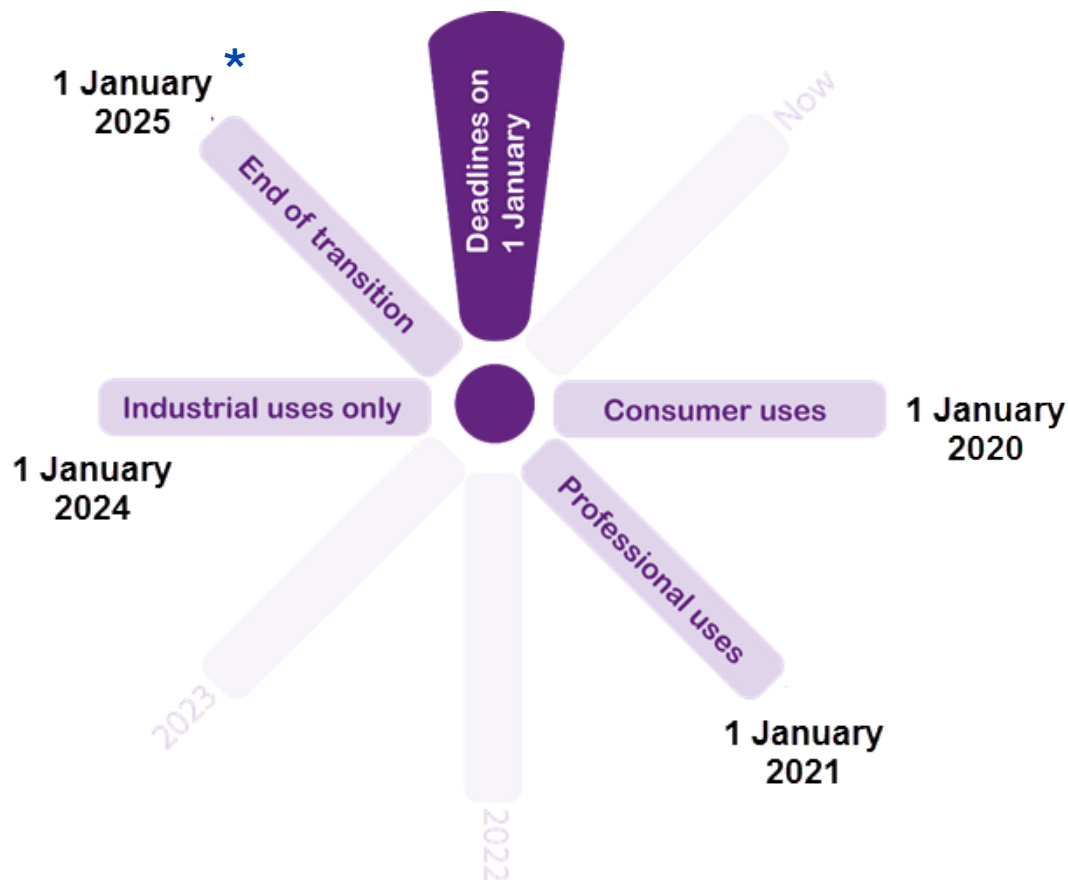 Deadlines on
1 January
Now
Consumer uses
1 January
2020
Professional uses
1 January
2021
2022
2023
Industrial uses only
1 January
2024
End of transition
1 January *
2025